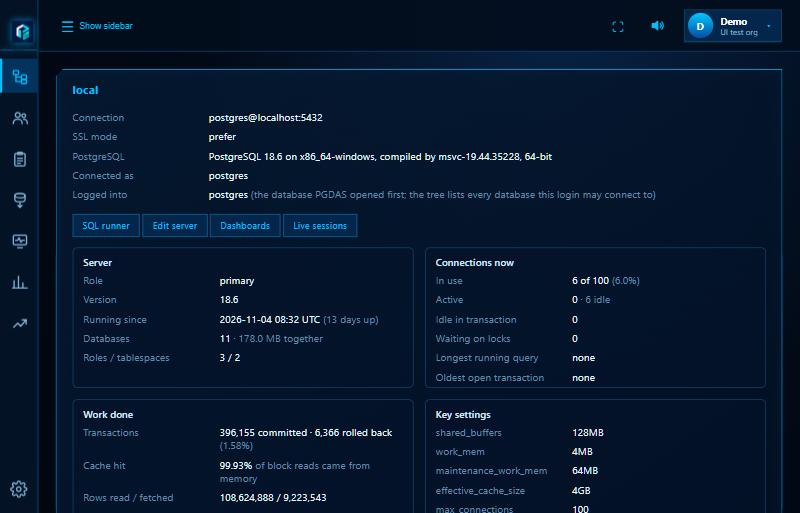 Show sidebar
D
Demo
UI test org
local
Connection postgres@localhost:5432
SSL mode prefer
PostgreSQL PostgreSQL 18.6 on x86_64-windows, compiled by msvc-19.44.35228, 64-bit
Connected as postgres
Logged into postgres (the database PGDAS opened first; the tree lists every database this login may connect to)
SQL runner Edit server Dashboards Live sessions
Server
Role primary
Version 18.6
Running since 2026-11-04 08:32 UTC (13 days up)
Databases 11 · 178.0 MB together
Roles / tablespaces 3 / 2
Connections now
In use 6 of 100 (6.0%)
Active 0 · 6 idle
Idle in transaction 0
Waiting on locks 0
Longest running query none
Oldest open transaction none
Work done
Transactions 396,155 committed · 6,366 rolled back
(1.58%)
Cache hit 99.93% of block reads came from
memory
Rows read / fetched 108,624,888 / 9,223,543
Key settings
shared_buffers 128MB
work_mem 4MB
maintenance_work_mem 64MB
effective_cache_size 4GB
max_connections 100